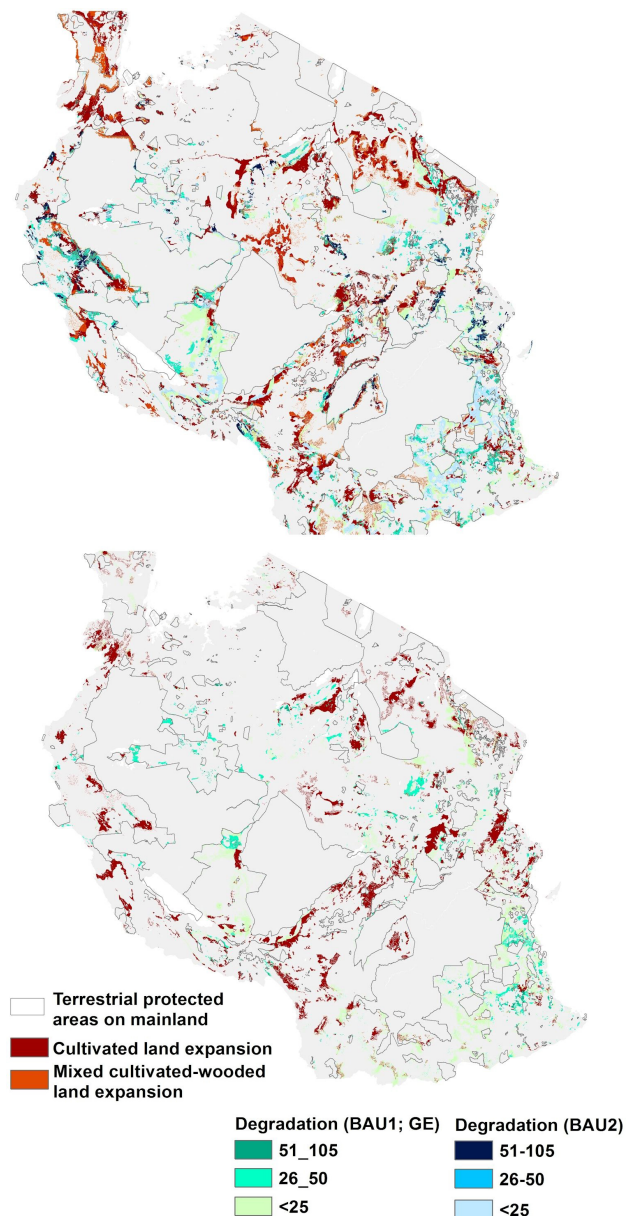 Terrestrial protected
areas on mainland
Cultivated land expansion
Mixed cultivated-wooded
land expansion
Degradation (BAU1; GE)
51_105
26_50
<25
Degradation (BAU2)
51-105
26-50
<25